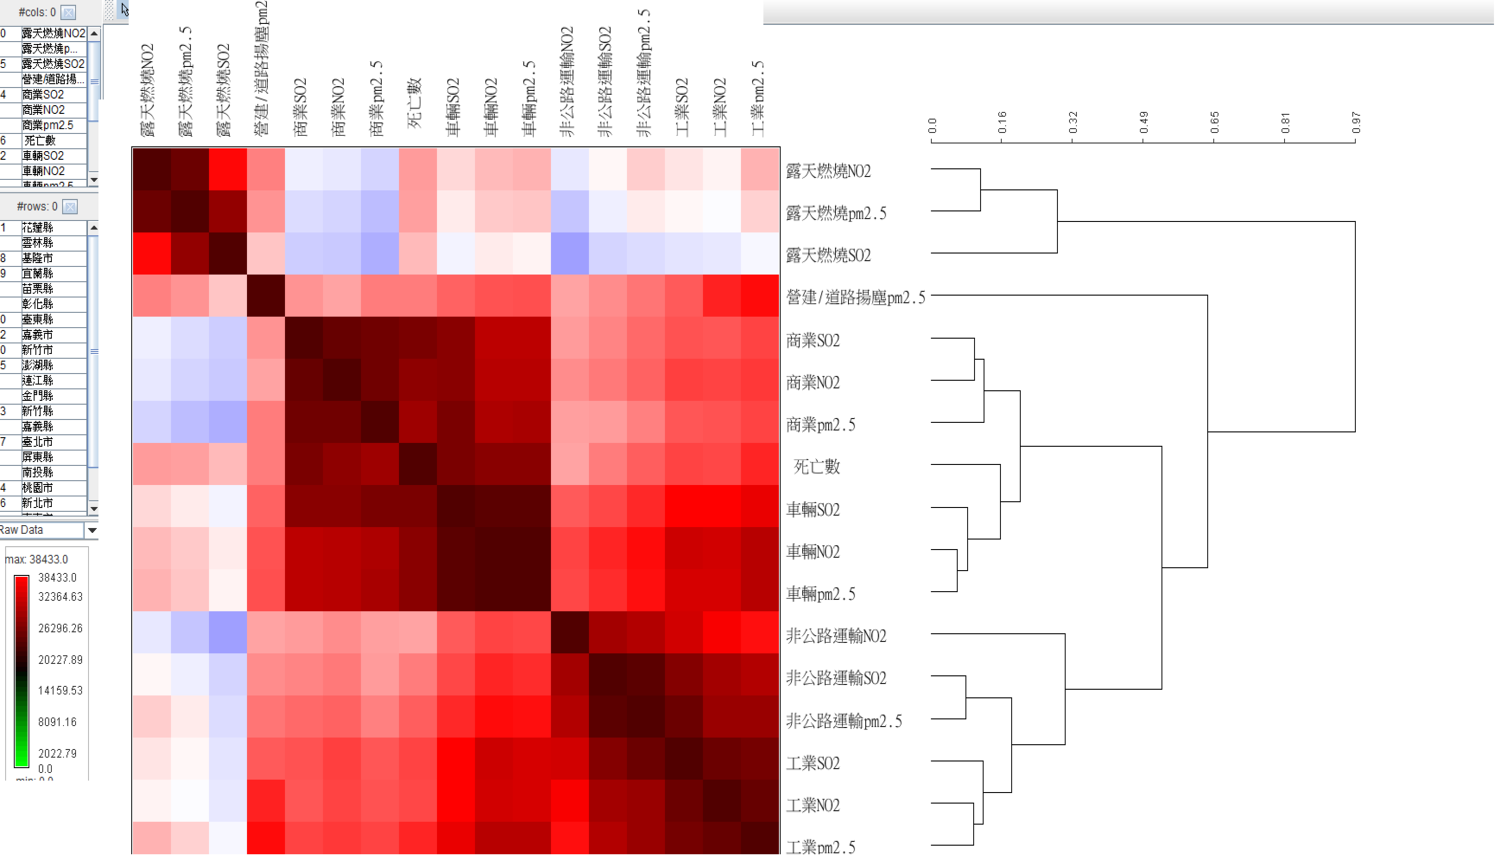 #cols: 0
0 露天燃燒NO2
露天燃燒p...
5 露天燃燒SO2
營建/道路揚...
4 商業SO2
商業NO2
商業pm2.5
6 死亡數
2 車輛SO2
車輛NO2
車輛pm2.5
#rows: 0
1 花蓮縣
雲林縣
8 基隆市
9 宜蘭縣
苗栗縣
彰化縣
0 臺東縣
2 嘉義市
0 新竹市
5 澎湖縣
連江縣
金門縣
3 新竹縣
嘉義縣
7 臺北市
屏東縣
南投縣
4 桃園市
6 新北市
Raw Data
max: 38433.0
38433.0
32364.63
26296.26
20227.89
14159.53
8091.16
2022.79
0.0
min: 0.0
露天燃燒NO2
露天燃燒pm2.5
露天燃燒SO2
營建/道路揚塵pm2
商業SO2
商業NO2
商業pm2.5
死亡數
車輛SO2
車輛NO2
車輛pm2.5
非公路運輸NO2
非公路運輸SO2
非公路運輸pm2.5
工業SO2
工業NO2
工業pm2.5
0.0
0.16
0.32
0.49
0.65
0.81
0.97
露天燃燒NO2
露天燃燒pm2.5
露天燃燒SO2
營建/道路揚塵pm2.5
商業SO2
商業NO2
商業pm2.5
死亡數
車輛SO2
車輛NO2
車輛pm2.5
非公路運輸NO2
非公路運輸SO2
非公路運輸pm2.5
工業SO2
工業NO2
工業pm2.5